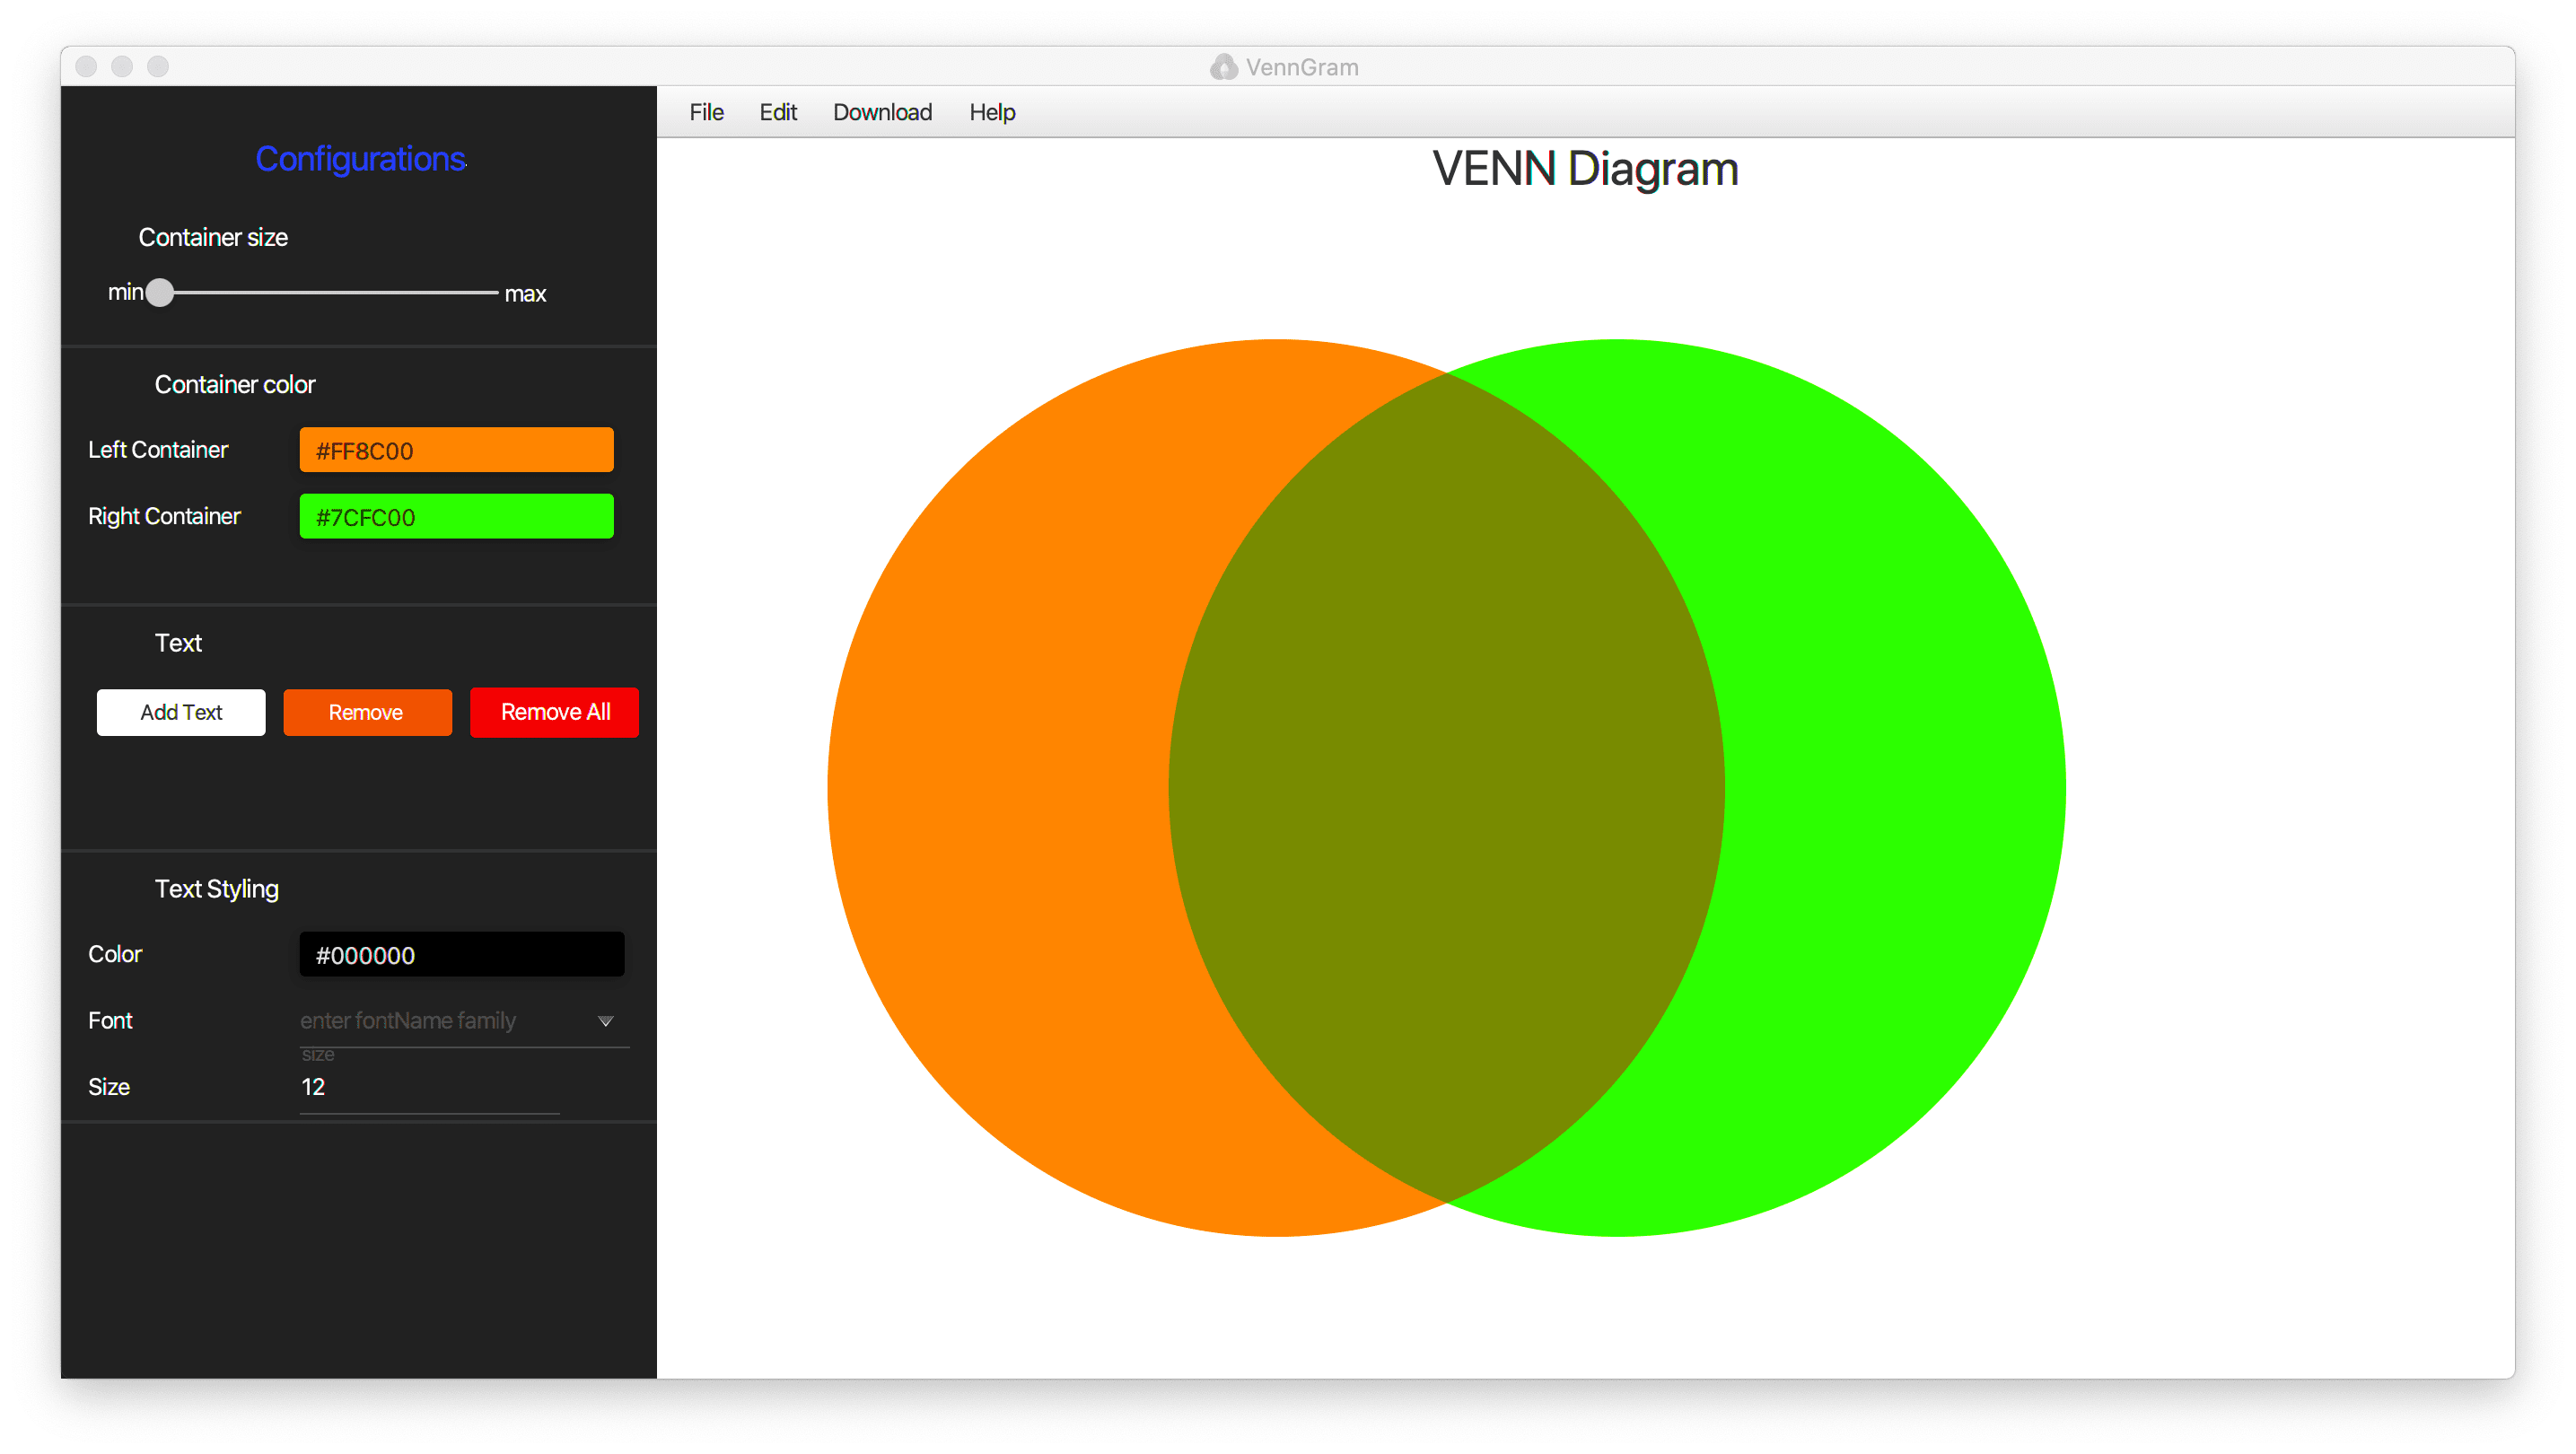 VennGram
File Edit Download Help
Configurations
Container size
min max
Container color
Left Container #FF8C00
Right Container #7CFC00
Text
Add Text Remove Remove All
Text Styling
Color #000000
Font enter fontName family
size
Size 12
VENN Diagram